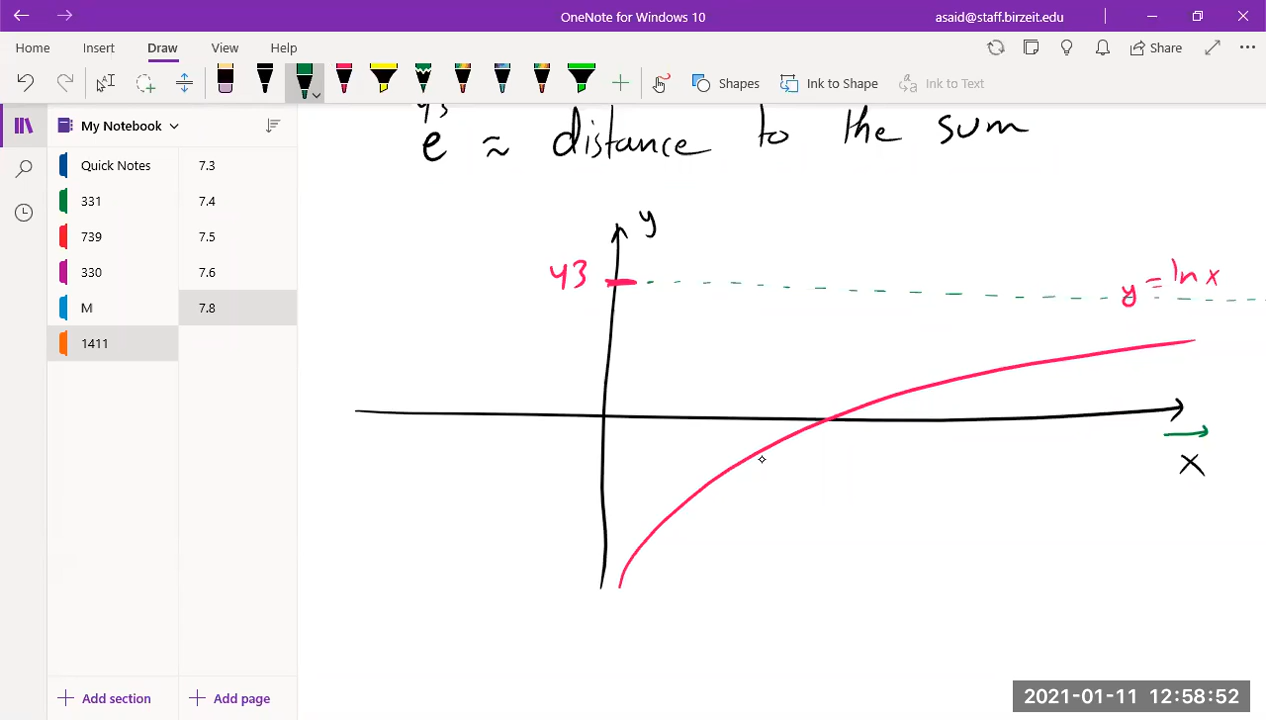 OneNote for Windows 10
asaid@staff.birzeit.edu
Home Insert Draw View Help
Share
Shapes Ink to Shape Ink to Text
My Notebook
Quick Notes
331
739
330
M
1411
7.3
7.4
7.5
7.6
7.8
43
e ≈ distance to the sum
y
43
y = ln x
x
Add section
Add page
2021-01-11 12:58:52